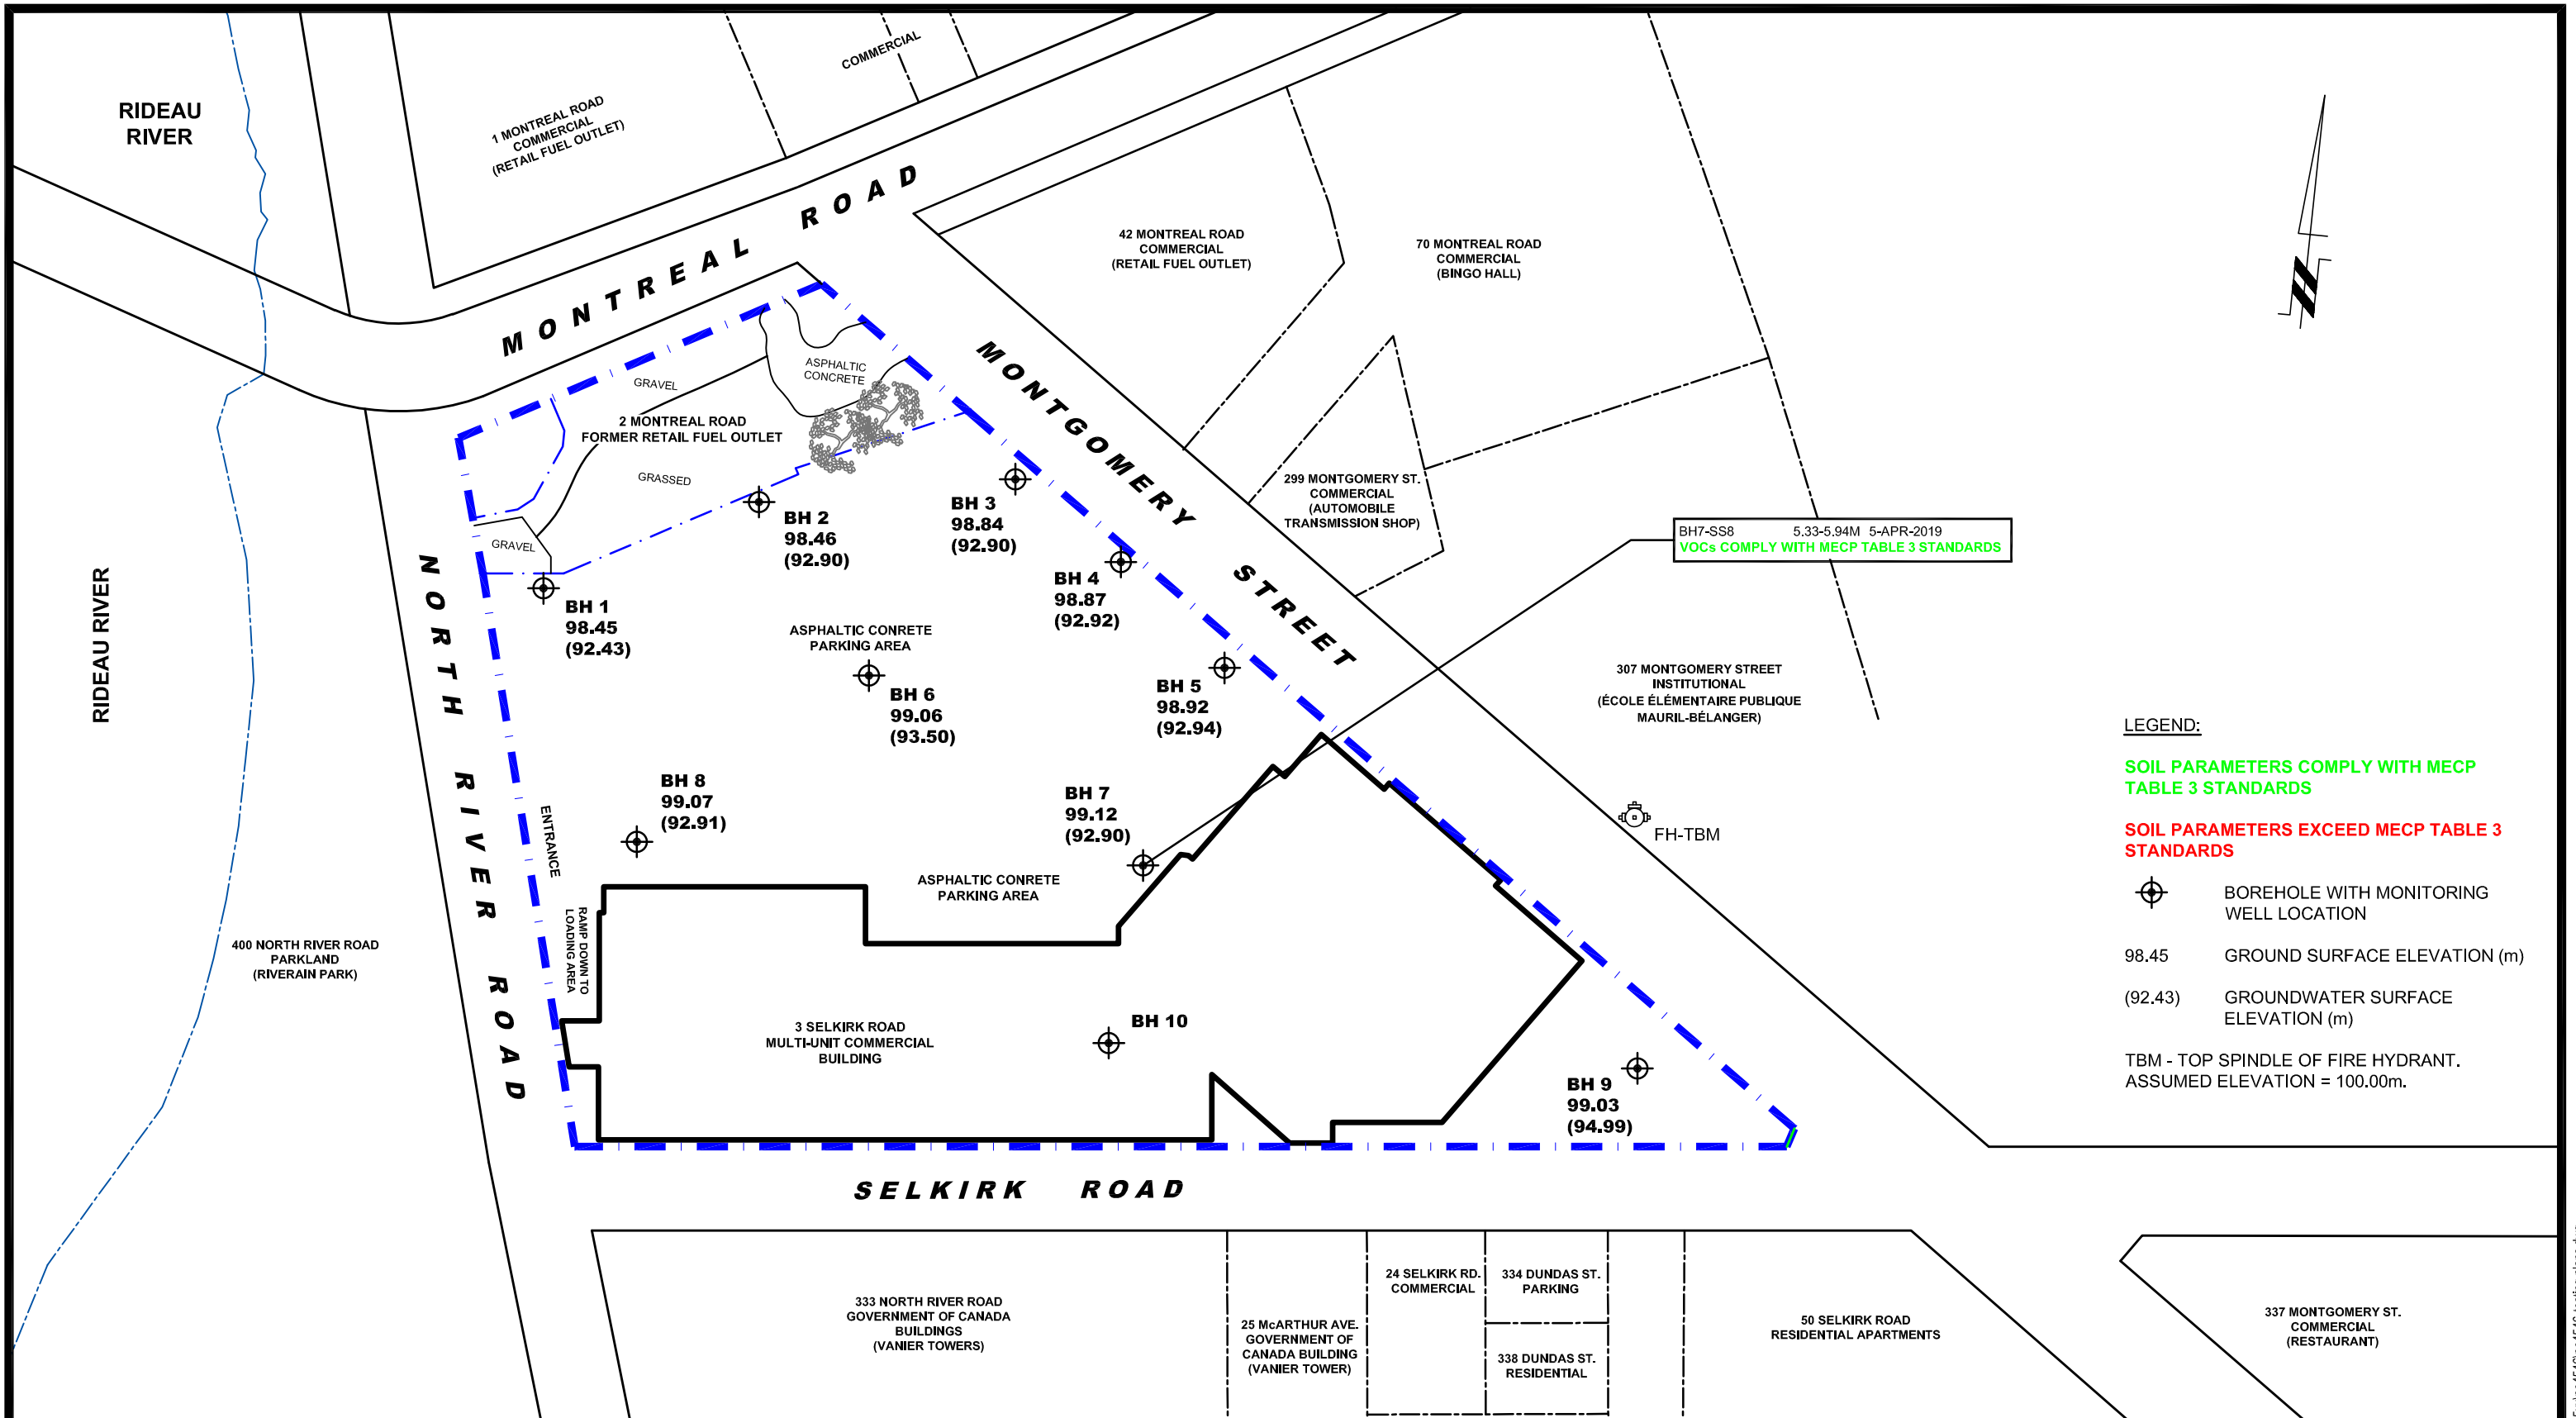 RIDEAU
RIVER
1 MONTREAL ROAD
COMMERCIAL
(RETAIL FUEL OUTLET)
COMMERCIAL
MONTREAL ROAD
42 MONTREAL ROAD
COMMERCIAL
(RETAIL FUEL OUTLET)
70 MONTREAL ROAD
COMMERCIAL
(BINGO HALL)
GRAVEL
ASPHALTIC
CONCRETE
2 MONTREAL ROAD
FORMER RETAIL FUEL OUTLET
GRASSED
GRAVEL
MONTGOMERY STREET
299 MONTGOMERY ST.
COMMERCIAL
(AUTOMOBILE
TRANSMISSION SHOP)
BH7-SS8 5.33-5.94M 5-APR-2019
VOCs COMPLY WITH MECP TABLE 3 STANDARDS
BH 1
98.45
(92.43)
BH 2
98.46
(92.90)
BH 3
98.84
(92.90)
BH 4
98.87
(92.92)
BH 5
98.92
(92.94)
ASPHALTIC CONRETE
PARKING AREA
BH 6
99.06
(93.50)
RIDEAU RIVER
NORTH RIVER ROAD
307 MONTGOMERY STREET
INSTITUTIONAL
(ÉCOLE ÉLÉMENTAIRE PUBLIQUE
MAURIL-BÉLANGER)
BH 8
99.07
(92.91)
BH 7
99.12
(92.90)
ENTRANCE
FH-TBM
ASPHALTIC CONRETE
PARKING AREA
RAMP DOWN TO
LOADING AREA
400 NORTH RIVER ROAD
PARKLAND
(RIVERAIN PARK)
3 SELKIRK ROAD
MULTI-UNIT COMMERCIAL
BUILDING
BH 10
BH 9
99.03
(94.99)
LEGEND:
SOIL PARAMETERS COMPLY WITH MECP
TABLE 3 STANDARDS
SOIL PARAMETERS EXCEED MECP TABLE 3
STANDARDS
BOREHOLE WITH MONITORING
WELL LOCATION
98.45 GROUND SURFACE ELEVATION (m)
(92.43) GROUNDWATER SURFACE
ELEVATION (m)
TBM - TOP SPINDLE OF FIRE HYDRANT.
ASSUMED ELEVATION = 100.00m.
SELKIRK ROAD
333 NORTH RIVER ROAD
GOVERNMENT OF CANADA
BUILDINGS
(VANIER TOWERS)
25 McARTHUR AVE.
GOVERNMENT OF
CANADA BUILDING
(VANIER TOWER)
24 SELKIRK RD.
COMMERCIAL
334 DUNDAS ST.
PARKING
338 DUNDAS ST.
RESIDENTIAL
50 SELKIRK ROAD
RESIDENTIAL APARTMENTS
337 MONTGOMERY ST.
COMMERCIAL
(RESTAURANT)